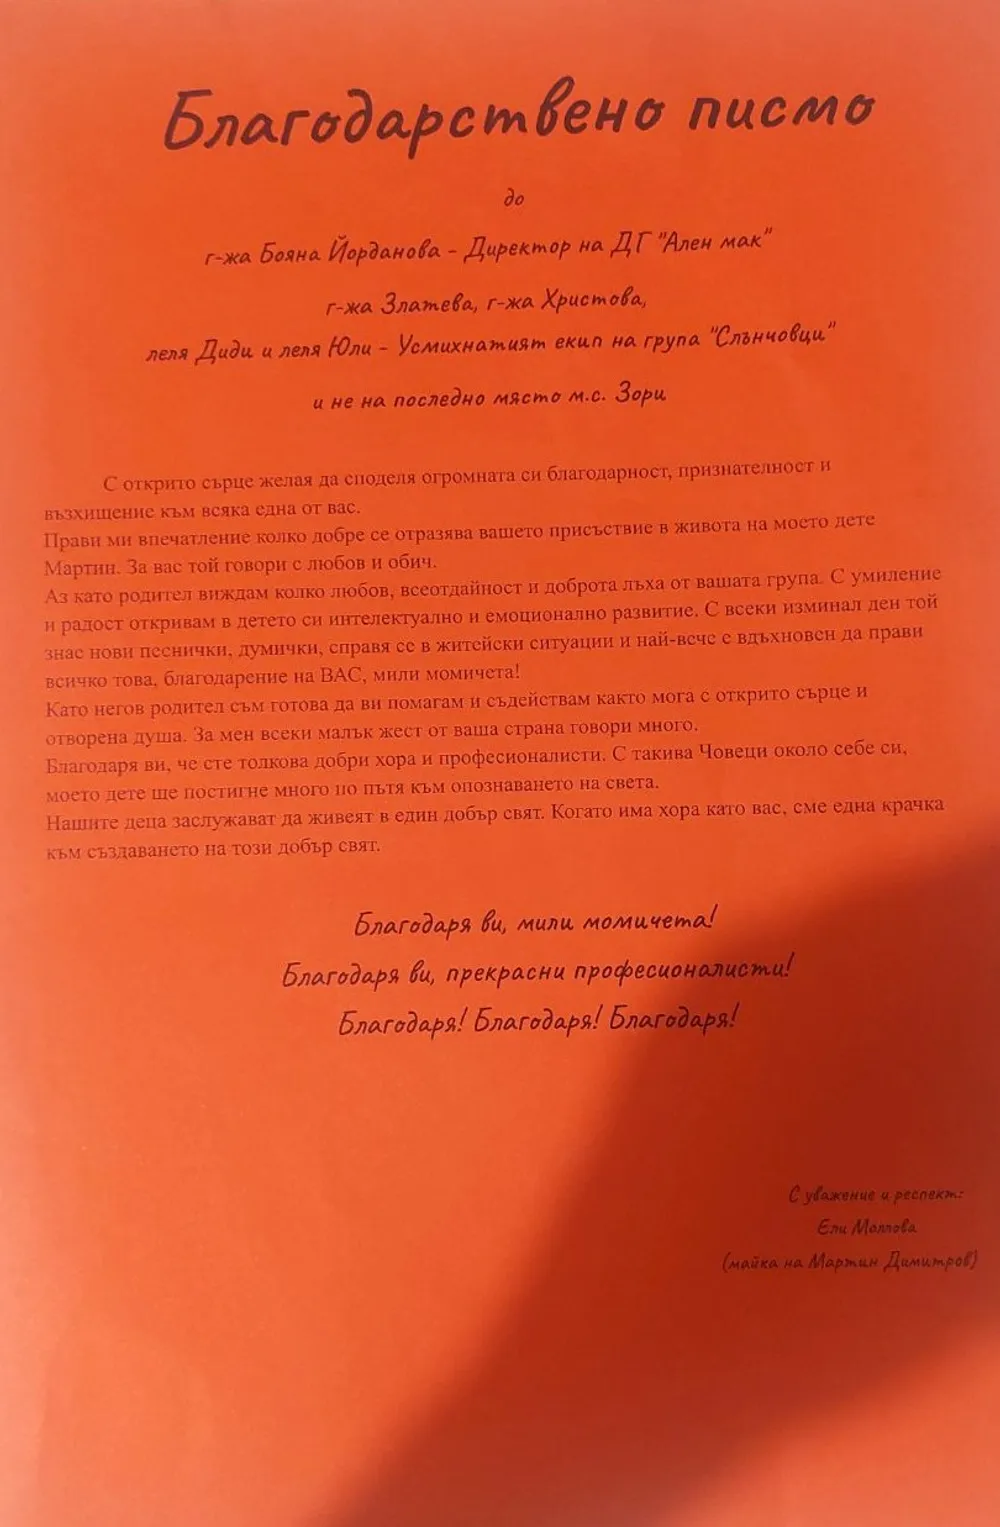 Благодарствено писмо
до
г-жа Бояна Йорданова - Директор на ДГ "Ален мак"
г-жа Златева, г-жа Христова,
леля Диди и леля Юли - Усмихнатият екип на група "Слънчовци"
и не на последно място м.с. Зори
С открито сърце желая да споделя огромната си благодарност, признателност и
възхищение към всяка една от вас.
Прави ми впечатление колко добре се отразява вашето присъствие в живота на моето дете
Мартин. За вас той говори с любов и обич.
Аз като родител виждам колко любов, всеотдайност и доброта лъха от вашата група. С умиление
и радост откривам в детето си интелектуално и емоционално развитие. С всеки изминал ден той
знае нови песнички, думички, справя се в житейски ситуации и най-вече е вдъхновен да прави
всичко това, благодарение на ВАС, мили момичета!
Като негов родител съм готова да ви помагам и съдействам както мога с открито сърце и
отворена душа. За мен всеки малък жест от ваша страна говори много.
Благодаря ви, че сте толкова добри хора и професионалисти. С такива Човеци около себе си,
моето дете ще постигне много по пътя към опознаването на света.
Нашите деца заслужават да живеят в един добър свят. Когато има хора като вас, сме една крачка
към създаването на този добър свят.
Благодаря ви, мили момичета!
Благодаря ви, прекрасни професионалисти!
Благодаря! Благодаря! Благодаря!
С уважение и респект:
Ели
(майка на Мартин Димитров)